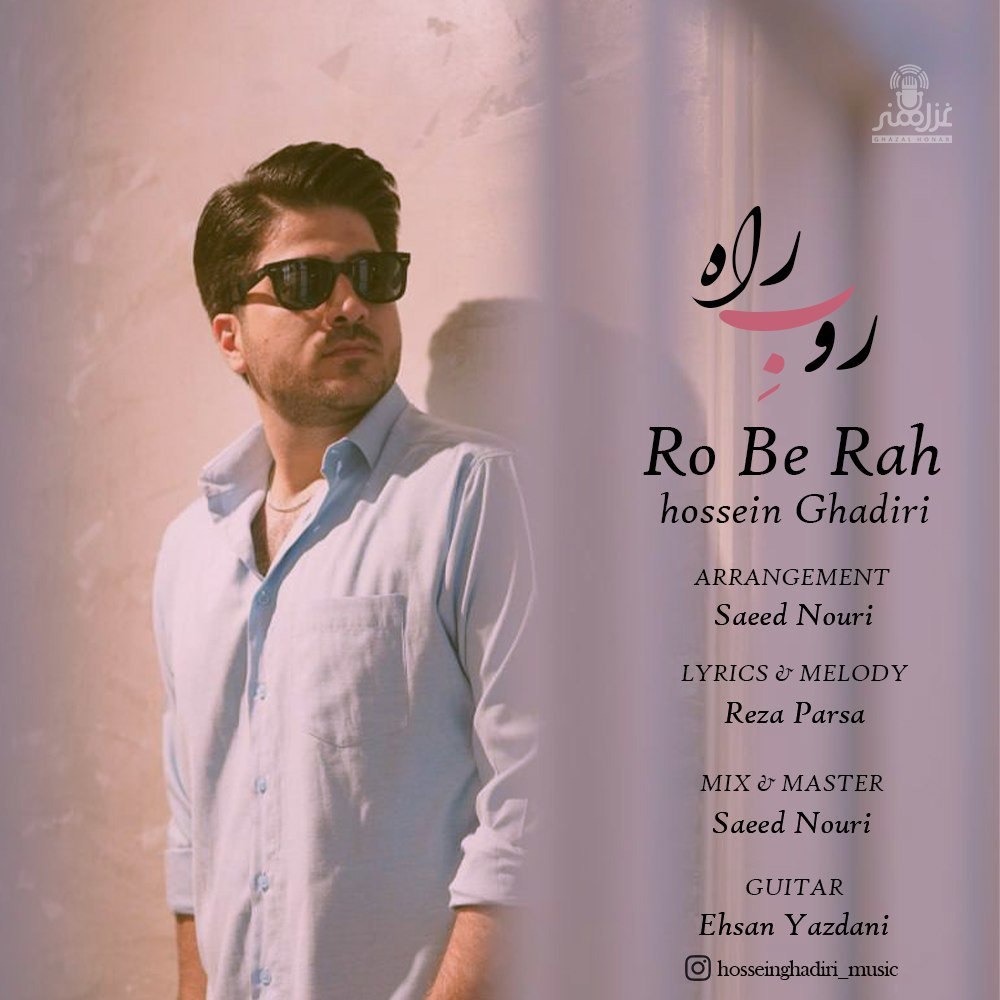 غزل هنر
GHAZAL HONAR
رو بِ راه
Ro Be Rah
hossein Ghadiri
ARRANGEMENT
Saeed Nouri
LYRICS & MELODY
Reza Parsa
MIX & MASTER
Saeed Nouri
GUITAR
Ehsan Yazdani
hosseinghadiri_music